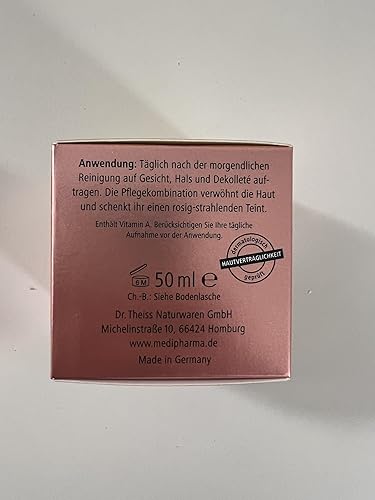 Anwendung: Täglich nach der morgendlichen
Reinigung auf Gesicht, Hals und Dekolleté auf-
tragen. Die Pflegekombination verwöhnt die Haut
und schenkt ihr einen rosig-strahlenden Teint.
Enthält Vitamin A. Berücksichtigen Sie Ihre tägliche
Aufnahme vor der Anwendung.
dermatologisch
HAUTVERTRÄGLICHKEIT
geprüft
6 M 50 ml e
Ch.-B.: Siehe Bodenlasche
Dr. Theiss Naturwaren GmbH
Michelinstraße 10, 66424 Homburg
www.medipharma.de
Made in Germany